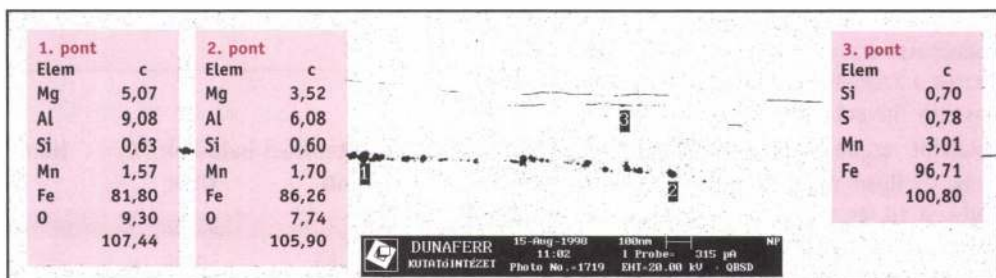 1. pont
Elem c
Mg 5,07
Al 9,08
Si 0,63
Mn 1,57
Fe 81,80
O 9,30
107,44
2. pont
Elem c
Mg 3,52
Al 6,08
Si 0,60
Mn 1,70
Fe 86,26
O 7,74
105,90
1
2
3
3. pont
Elem c
Si 0,70
S 0,78
Mn 3,01
Fe 96,71
100,80
DUNAFERR
KUTATÓINTÉZET
15-Aug-1998 100nm NP
11:02 I Probe= 315 pA
Photo No.=1719 EHT=20.00 kV - QBSD